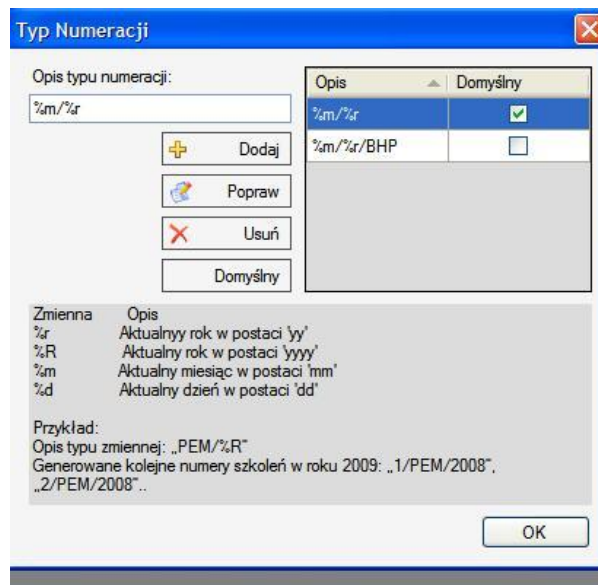 Typ Numeracji
Opis typu numeracji:
%m/%r
Dodaj
Popraw
Usuń
Domyślny
Opis Domyślny
%m/%r
%m/%r/BHP
Zmienna Opis
%r Aktualnyy rok w postaci 'yy'
%R Aktualny rok w postaci 'yyyy'
%m Aktualny miesiąc w postaci 'mm'
%d Aktualny dzień w postaci 'dd'
Przykład:
Opis typu zmiennej: „PEM/%R"
Generowane kolejne numery szkoleń w roku 2009: „1/PEM/2008",
„2/PEM/2008"..
OK